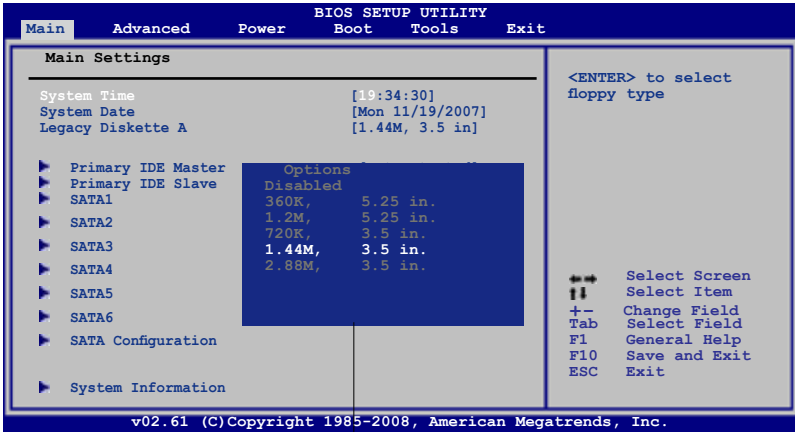 BIOS SETUP UTILITY
Main Advanced Power Boot Tools Exit
Main Settings
System Time [19:34:30]
System Date [Mon 11/19/2007]
Legacy Diskette A [1.44M, 3.5 in]
Primary IDE Master
Primary IDE Slave
SATA1
SATA2
SATA3
SATA4
SATA5
SATA6
SATA Configuration
System Information
Options
Disabled
360K, 5.25 in.
1.2M, 5.25 in.
720K, 3.5 in.
1.44M, 3.5 in.
2.88M, 3.5 in.
<ENTER> to select
floppy type
Select Screen
Select Item
+- Change Field
Tab Select Field
F1 General Help
F10 Save and Exit
ESC Exit
v02.61 (C)Copyright 1985-2008, American Megatrends, Inc.